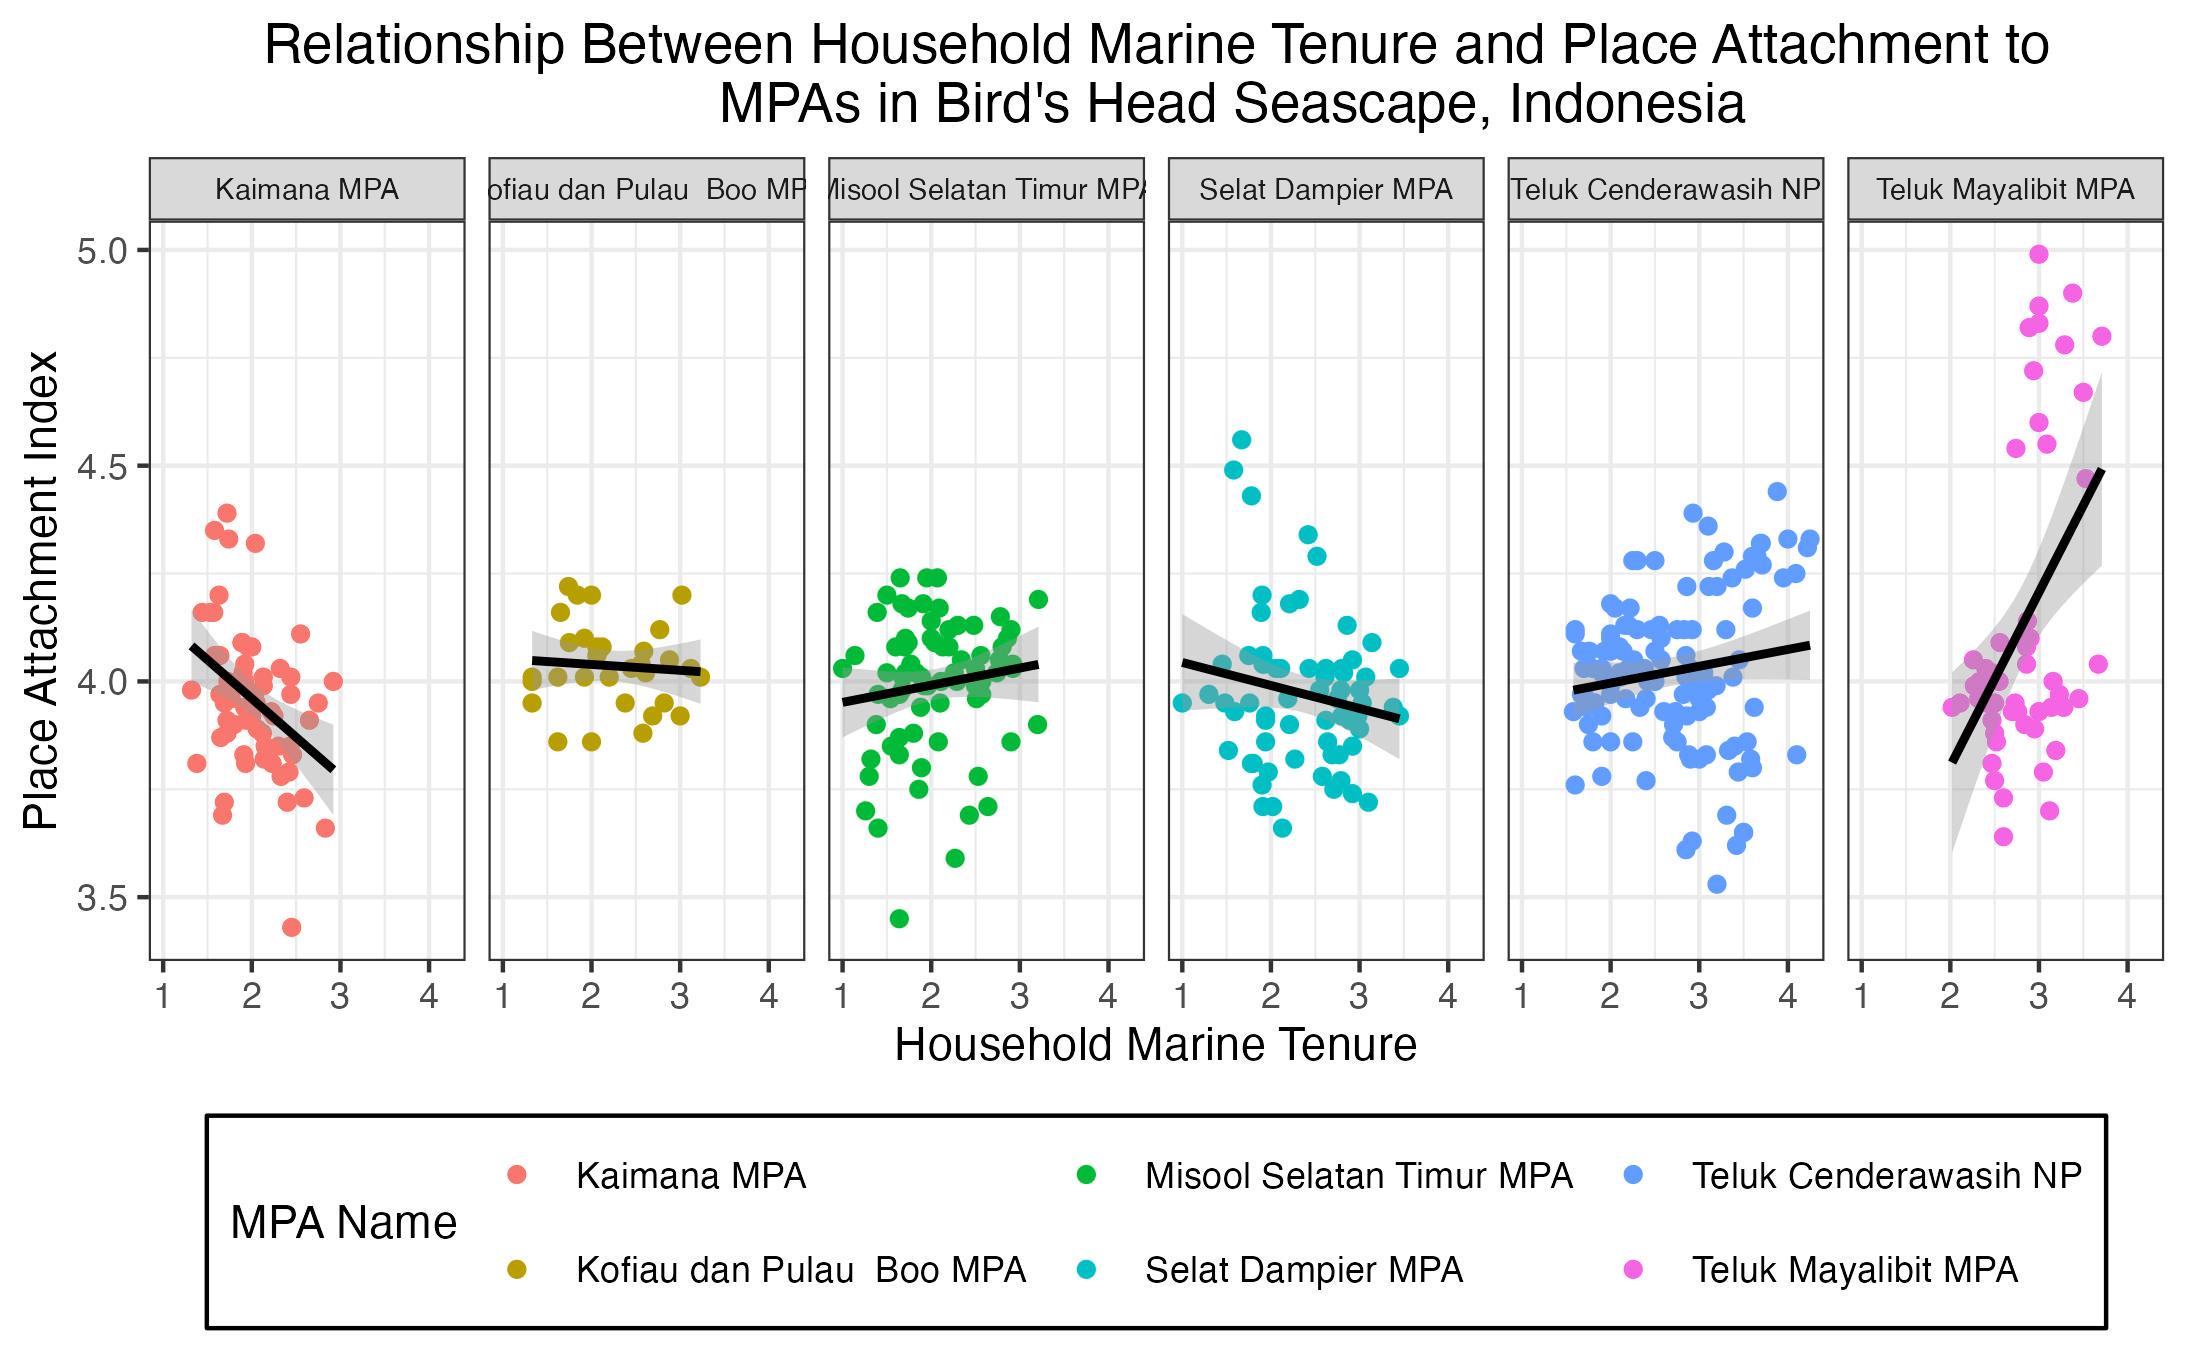 Relationship Between Household Marine Tenure and Place Attachment to
MPAs in Bird's Head Seascape, Indonesia
Kaimana MPA
ofiau dan Pulau  Boo MP
Misool Selatan Timur MPA
Selat Dampier MPA
Teluk Cenderawasih NP
Teluk Mayalibit MPA
Place Attachment Index
5.0
4.5
4.0
3.5
1 2 3 4
1 2 3 4
1 2 3 4
1 2 3 4
1 2 3 4
1 2 3 4
Household Marine Tenure
MPA Name
Kaimana MPA
Kofiau dan Pulau  Boo MPA
Misool Selatan Timur MPA
Selat Dampier MPA
Teluk Cenderawasih NP
Teluk Mayalibit MPA